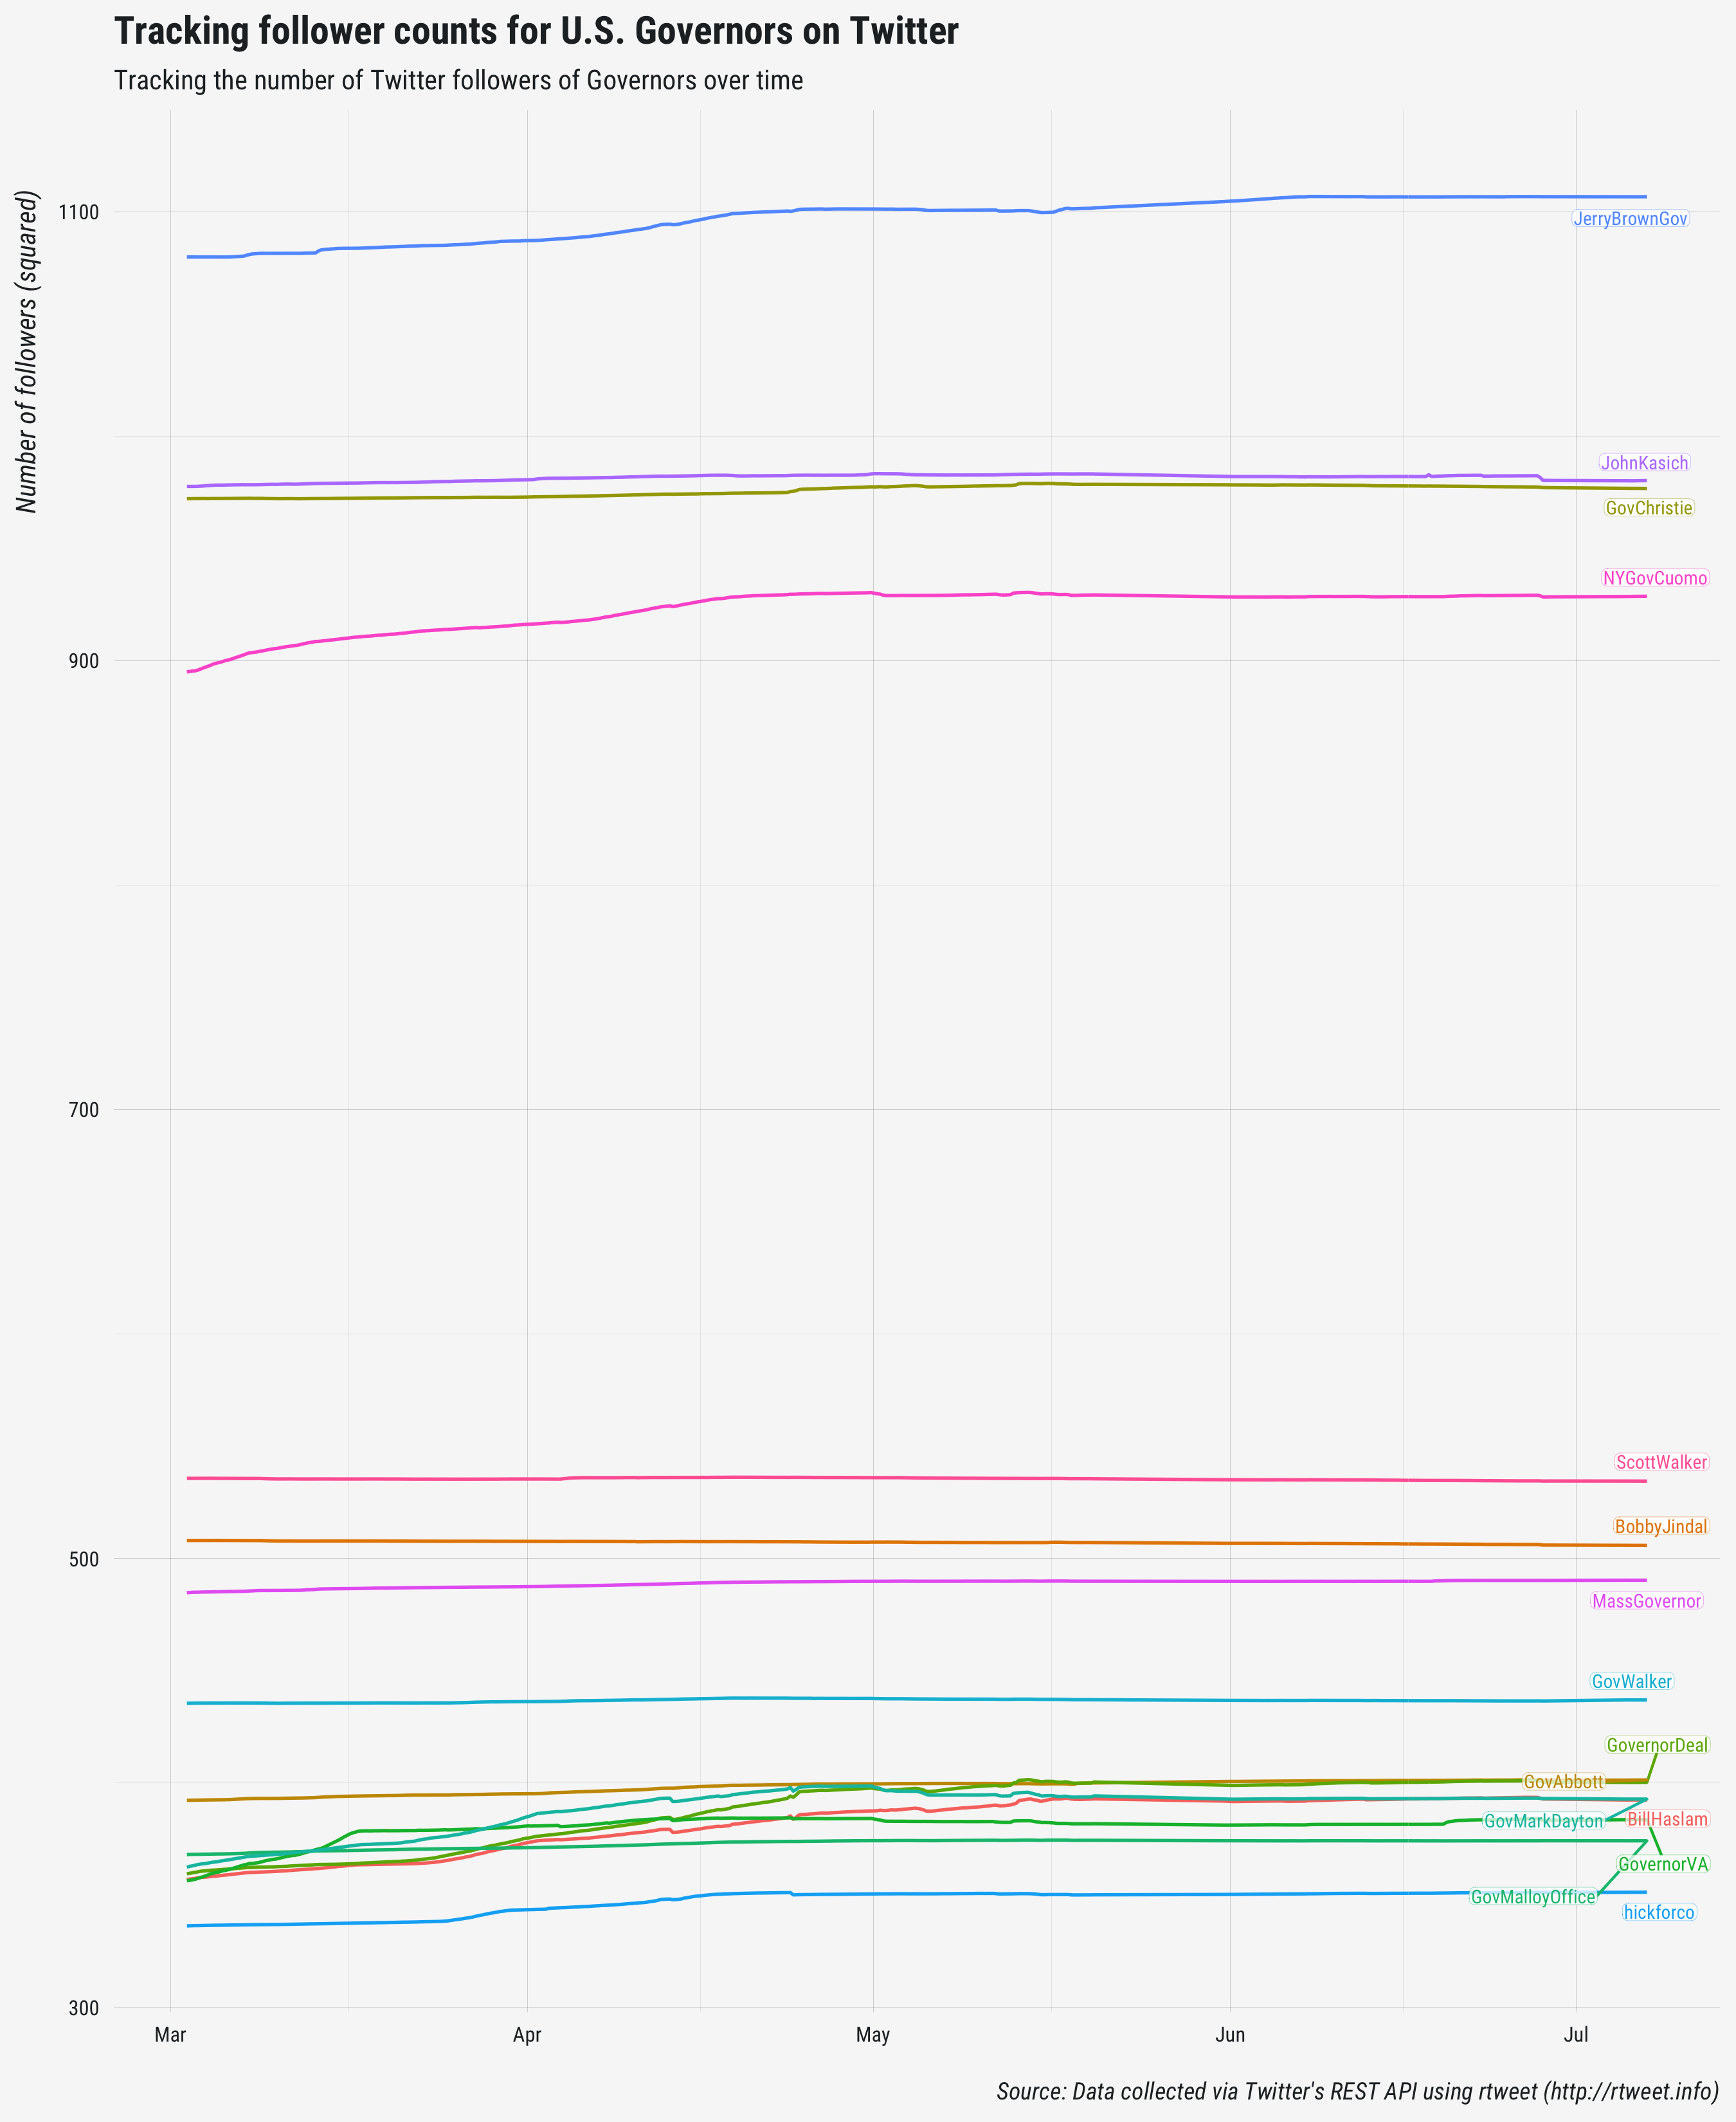 Tracking follower counts for U.S. Governors on Twitter
Tracking the number of Twitter followers of Governors over time
Number of followers (squared)
1100
900
700
500
300
JerryBrownGov
JohnKasich
GovChristie
NYGovCuomo
ScottWalker
BobbyJindal
MassGovernor
GovWalker
GovernorDeal
GovAbbott
GovMarkDayton
BillHaslam
GovernorVA
GovMalloyOffice
hickforco
Mar
Apr
May
Jun
Jul
Source: Data collected via Twitter's REST API using rtweet (http://rtweet.info)